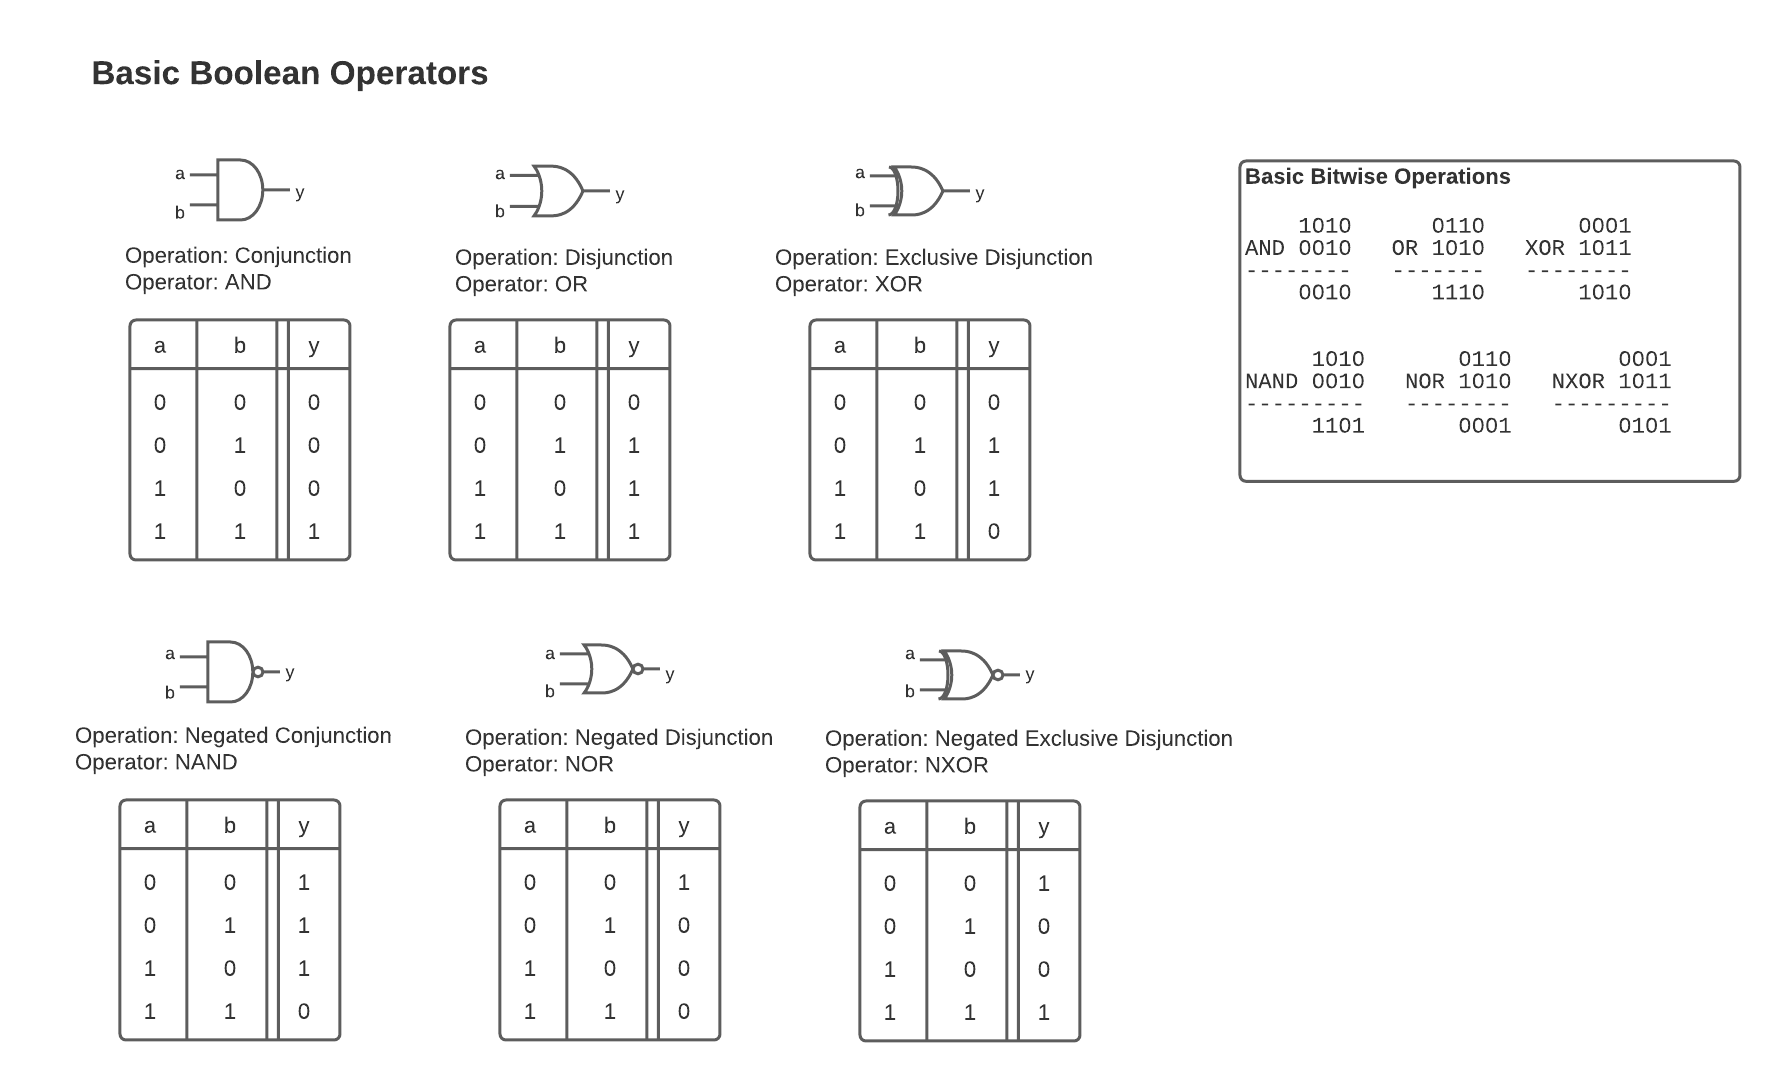 Basic Boolean Operators
a
b
y
Operation: Conjunction
Operator: AND
a b y
0 0 0
0 1 0
1 0 0
1 1 1
a
b
y
Operation: Disjunction
Operator: OR
a b y
0 0 0
0 1 1
1 0 1
1 1 1
a
b
y
Operation: Exclusive Disjunction
Operator: XOR
a b y
0 0 0
0 1 1
1 0 1
1 1 0
Basic Bitwise Operations
    1010      0110       0001
AND 0010   OR 1010   XOR 1011
--------   -------   --------
    0010      1110       1010
     1010       0110        0001
NAND 0010   NOR 1010   NXOR 1011
---------   --------   ---------
     1101       0001        0101
a
b
y
Operation: Negated Conjunction
Operator: NAND
a b y
0 0 1
0 1 1
1 0 1
1 1 0
a
b
y
Operation: Negated Disjunction
Operator: NOR
a b y
0 0 1
0 1 0
1 0 0
1 1 0
a
b
y
Operation: Negated Exclusive Disjunction
Operator: NXOR
a b y
0 0 1
0 1 0
1 0 0
1 1 1